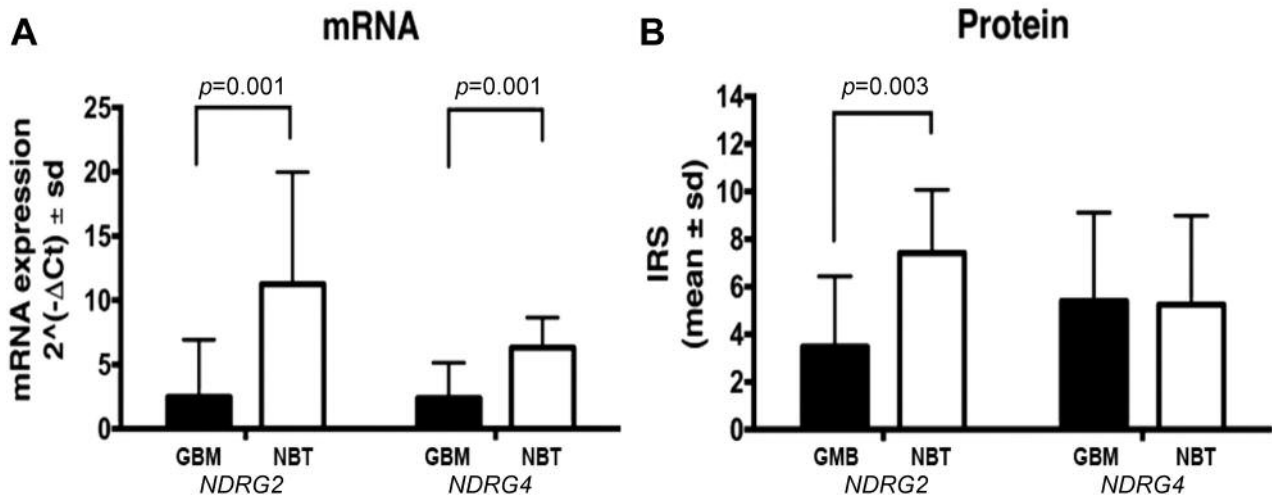 A
mRNA
p=0.001
p=0.001
mRNA expression
2^(-ΔCt) ± sd
25
20
15
10
5
0
GBM NBT GBM NBT
NDRG2 NDRG4
B
Protein
p=0.003
IRS
(mean ± sd)
14
12
10
8
6
4
2
0
GMB NBT GBM NBT
NDRG2 NDRG4